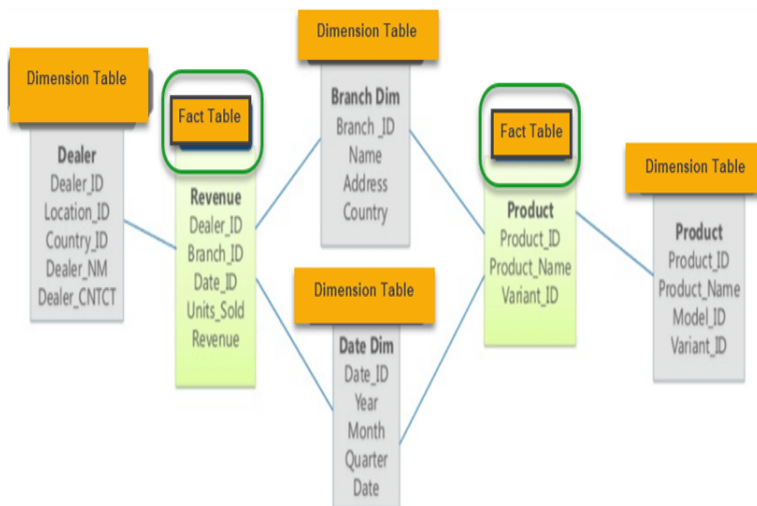 Dimension Table
Dealer
Dealer_ID
Location_ID
Country_ID
Dealer_NM
Dealer_CNTCT
Fact Table
Revenue
Dealer_ID
Branch_ID
Date_ID
Units_Sold
Revenue
Dimension Table
Branch Dim
Branch _ID
Name
Address
Country
Dimension Table
Date Dim
Date_ID
Year
Month
Quarter
Date
Fact Table
Product
Product_ID
Product_Name
Variant_ID
Dimension Table
Product
Product_ID
Product_Name
Model_ID
Variant_ID